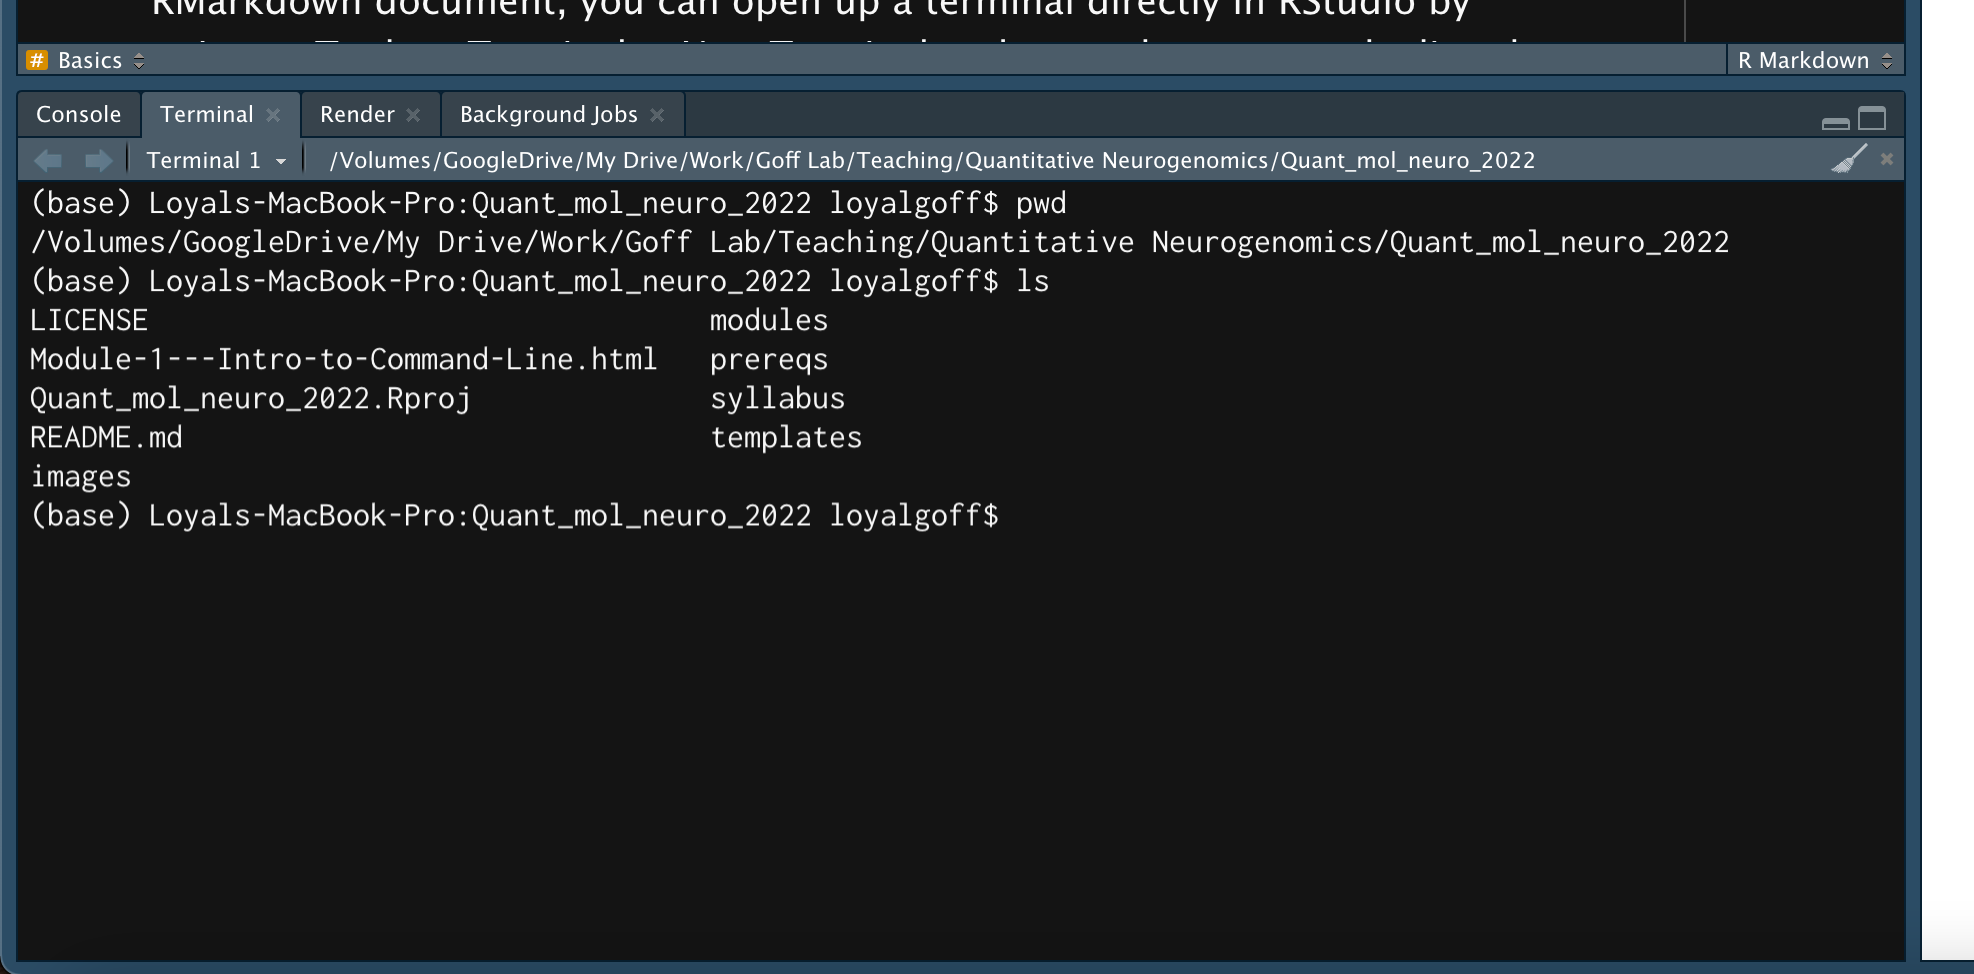 RMarkdown document, you can open up a terminal directly in RStudio by
# Basics R Markdown
Console Terminal Render Background Jobs
Terminal 1 /Volumes/GoogleDrive/My Drive/Work/Goff Lab/Teaching/Quantitative Neurogenomics/Quant_mol_neuro_2022
(base) Loyals-MacBook-Pro:Quant_mol_neuro_2022 loyalgoff$ pwd
/Volumes/GoogleDrive/My Drive/Work/Goff Lab/Teaching/Quantitative Neurogenomics/Quant_mol_neuro_2022
(base) Loyals-MacBook-Pro:Quant_mol_neuro_2022 loyalgoff$ ls
LICENSE modules
Module-1---Intro-to-Command-Line.html prereqs
Quant_mol_neuro_2022.Rproj syllabus
README.md templates
images
(base) Loyals-MacBook-Pro:Quant_mol_neuro_2022 loyalgoff$